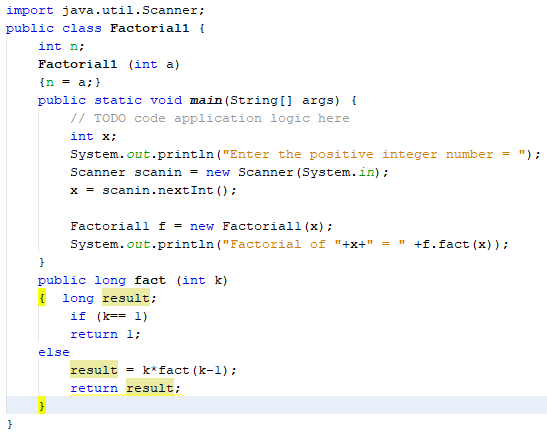 import java.util.Scanner;
public class Factorial1 {
    int n;
    Factorial1 (int a)
    {n = a;}
    public static void main(String[] args) {
        // TODO code application logic here
        int x;
        System.out.println("Enter the positive integer number = ");
        Scanner scanin = new Scanner(System.in);
        x = scanin.nextInt();

        Factorial1 f = new Factorial1(x);
        System.out.println("Factorial of "+x+" = " +f.fact(x));
    }
    public long fact (int k)
    {  long result;
        if (k== 1)
        return 1;
    else
        result = k*fact(k-1);
        return result;
    }
}